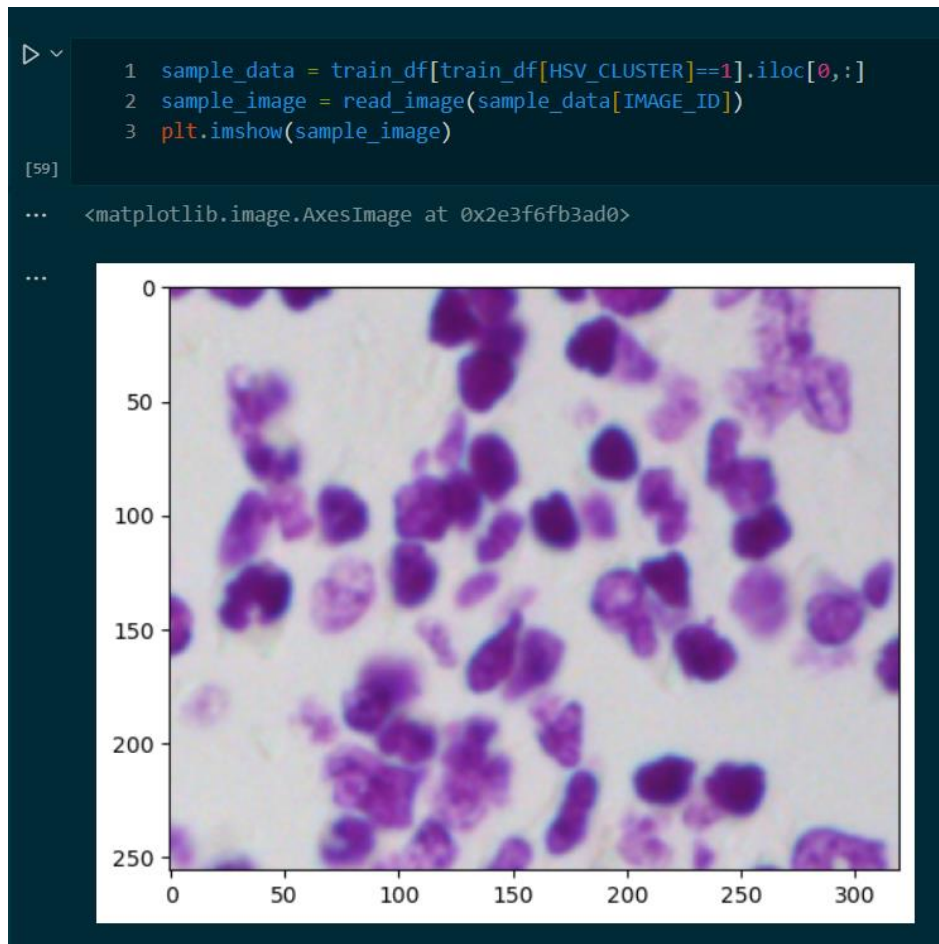 1 sample_data = train_df[train_df[HSV_CLUSTER]==1].iloc[0,:]
2 sample_image = read_image(sample_data[IMAGE_ID])
3 plt.imshow(sample_image)
[59]
... <matplotlib.image.AxesImage at 0x2e3f6fb3ad0>
...
0
50
100
150
200
250
0 50 100 150 200 250 300